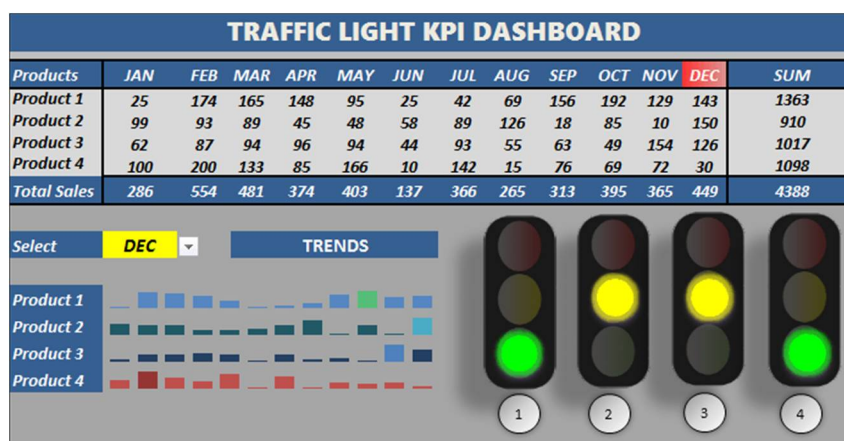 TRAFFIC LIGHT KPI DASHBOARD
Products JAN FEB MAR APR MAY JUN JUL AUG SEP OCT NOV DEC SUM
Product 1 25 174 165 148 95 25 42 69 156 192 129 143 1363
Product 2 99 93 89 45 48 58 89 126 18 85 10 150 910
Product 3 62 87 94 96 94 44 93 55 63 49 154 126 1017
Product 4 100 200 133 85 166 10 142 15 76 69 72 30 1098
Total Sales 286 554 481 374 403 137 366 265 313 395 365 449 4388
Select DEC TRENDS
Product 1
Product 2
Product 3
Product 4
1 2 3 4